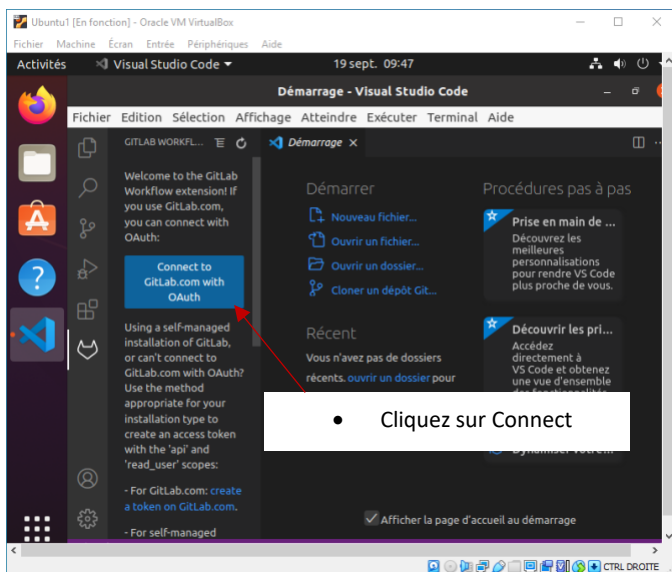 Ubuntu1 [En fonction] - Oracle VM VirtualBox
Fichier Machine Écran Entrée Périphériques Aide
Activités Visual Studio Code 19 sept. 09:47
Démarrage - Visual Studio Code
Fichier Edition Sélection Affichage Atteindre Exécuter Terminal Aide
GITLAB WORKFL...
Démarrage
Welcome to the GitLab
Workflow extension! If
you use GitLab.com,
you can connect with
OAuth:
Connect to
GitLab.com with
OAuth
Using a self-managed
installation of GitLab,
or can't connect to
GitLab.com with OAuth?
Use the method
appropriate for your
installation type to
create an access token
with the 'api' and
'read_user' scopes:
- For GitLab.com: create
a token on GitLab.com.
- For self-managed
Démarrer
Nouveau fichier...
Ouvrir un fichier...
Ouvrir un dossier...
Cloner un dépôt Git...
Récent
Vous n'avez pas de dossiers
récents. ouvrir un dossier pour
Procédures pas à pas
Prise en main de ...
Découvrez les
meilleures
personnalisations
pour rendre VS Code
plus proche de vous.
Découvrir les pri...
Accédez
directement à
VS Code et obtenez
une vue d'ensemble
• Cliquez sur Connect
Afficher la page d'accueil au démarrage
CTRL DROITE